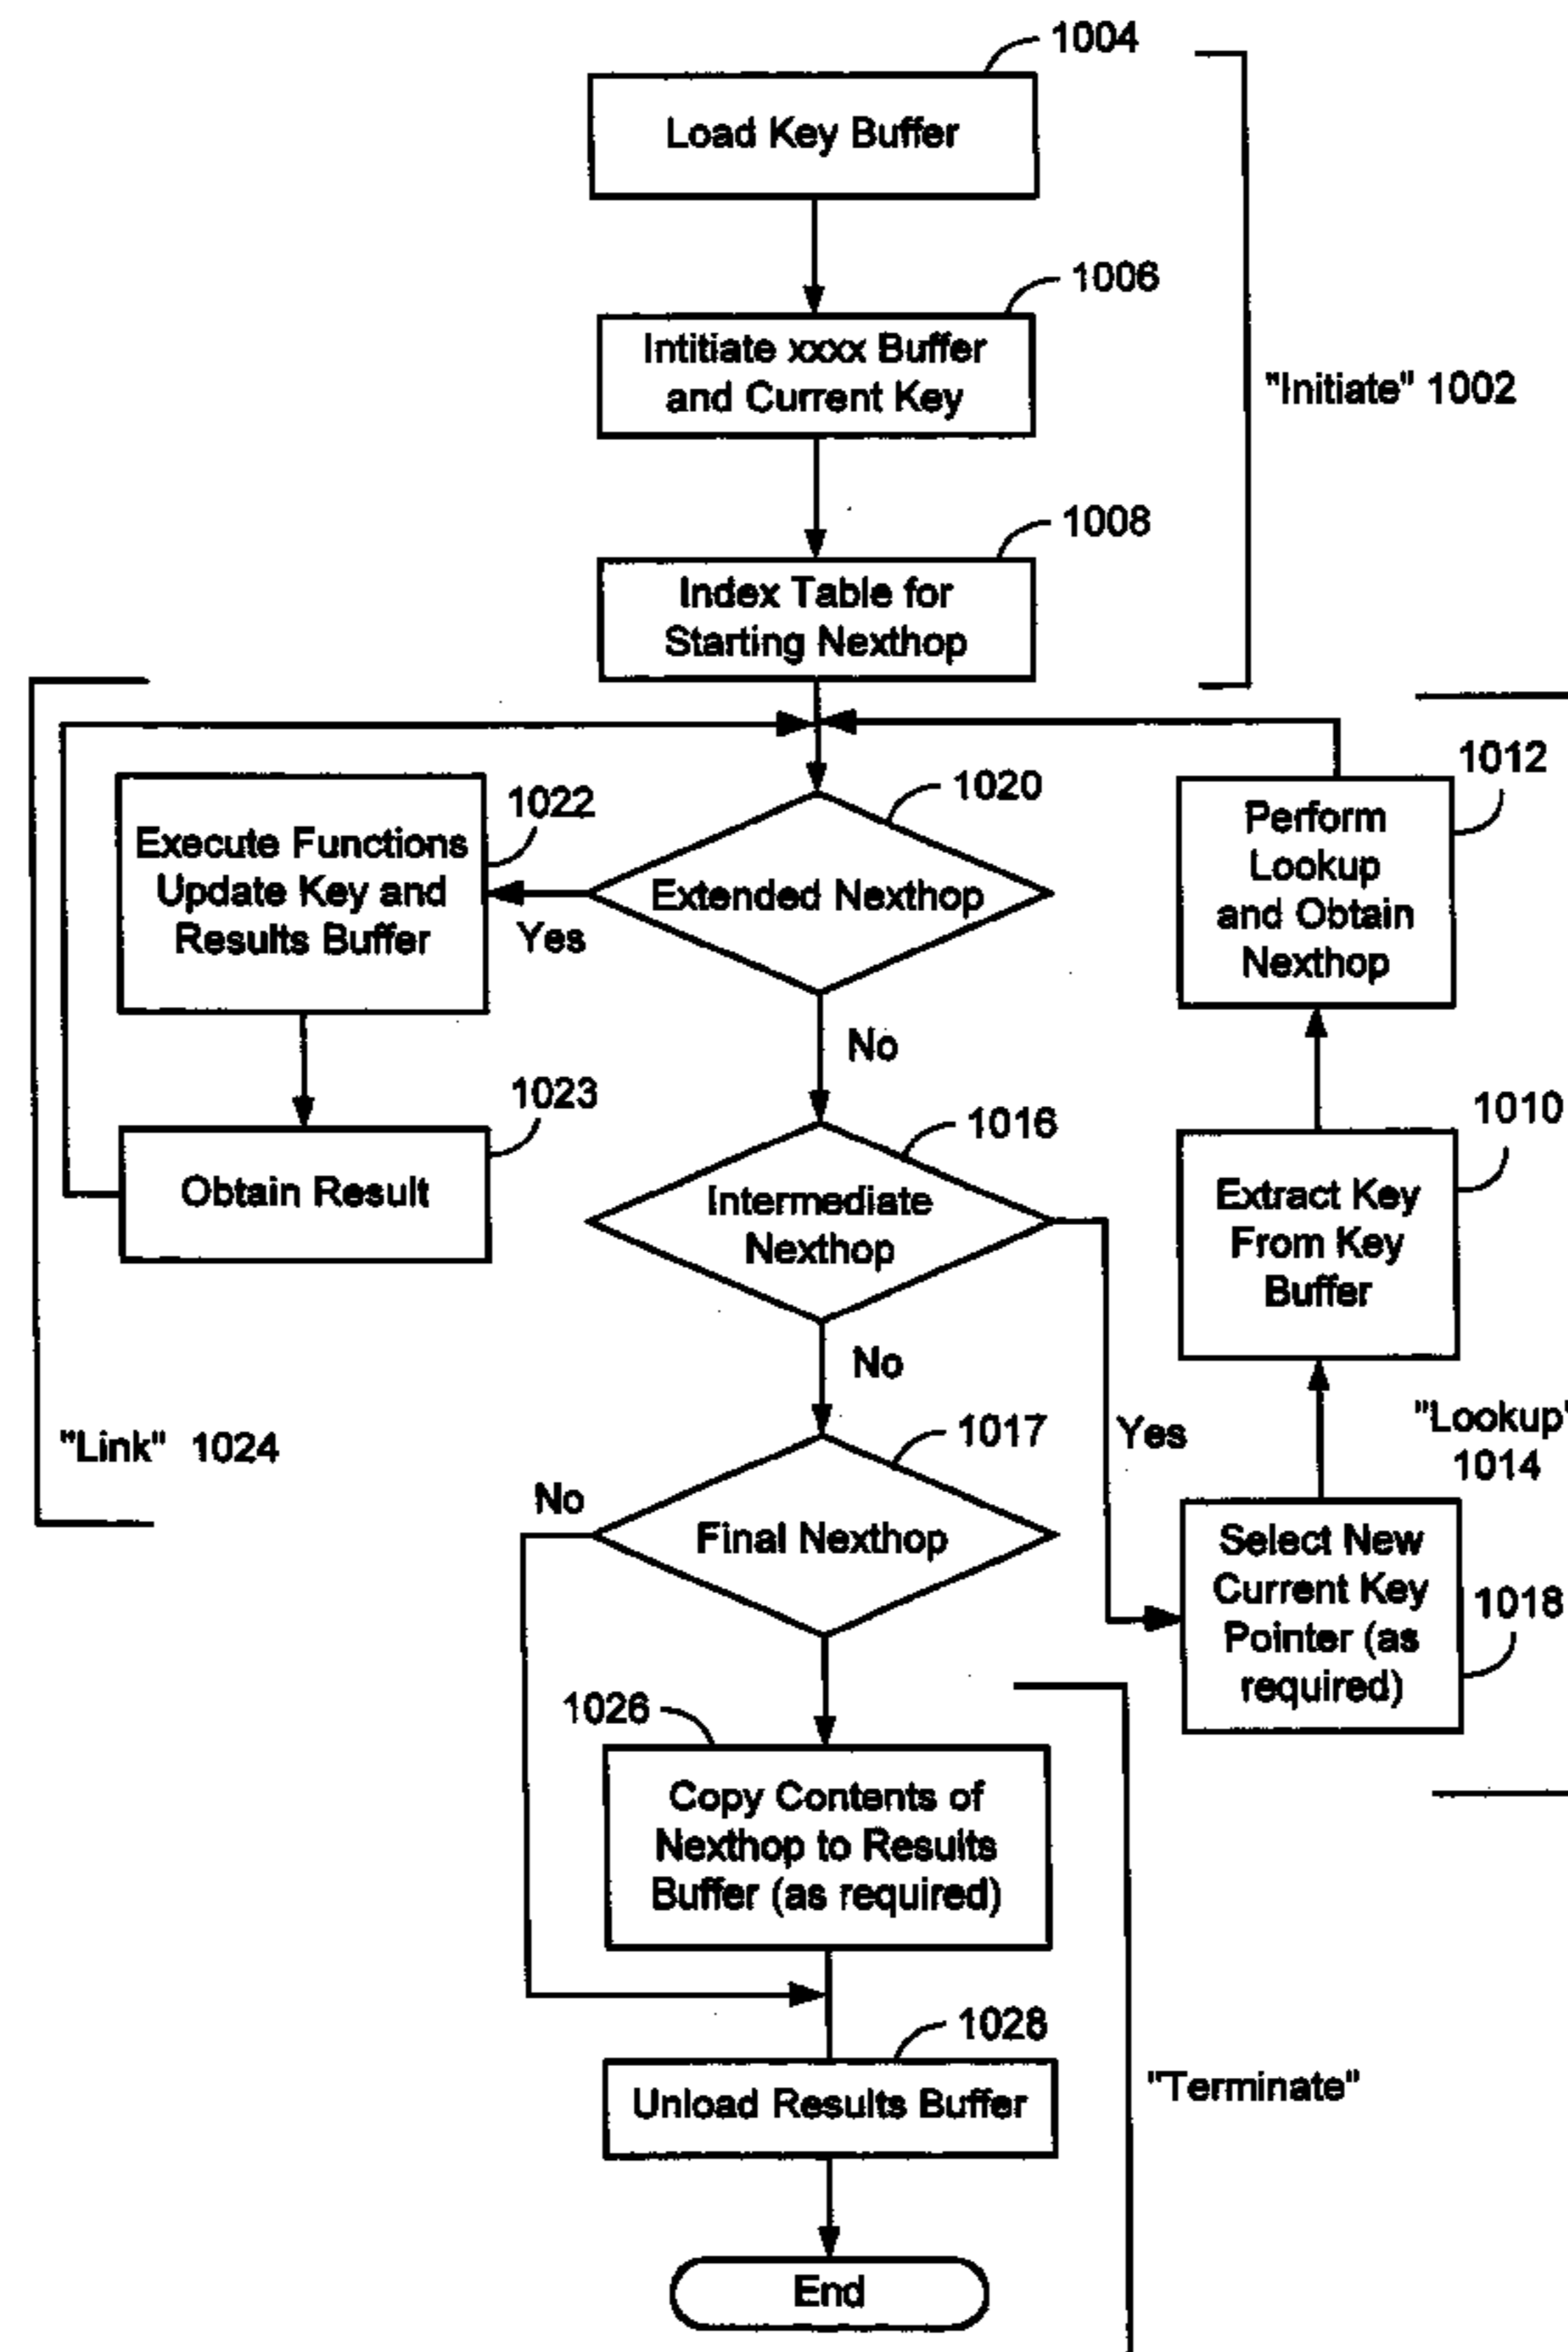 1004
Load Key Buffer
1006
Intitiate xxxx Buffer
and Current Key
"Initiate" 1002
1008
Index Table for
Starting Nexthop
1012
Perform
Lookup
and Obtain
Nexthop
1022
Execute Functions
Update Key and
Results Buffer
1020
Extended Nexthop
Yes
No
1023
Obtain Result
1016
Intermediate
Nexthop
1010
Extract Key
From Key
Buffer
No
Yes
"Link" 1024
1017
Final Nexthop
No
"Lookup"
1014
Select New
Current Key
Pointer (as
required)
1018
1026
Copy Contents of
Nexthop to Results
Buffer (as required)
1028
Unload Results Buffer
"Terminate"
End